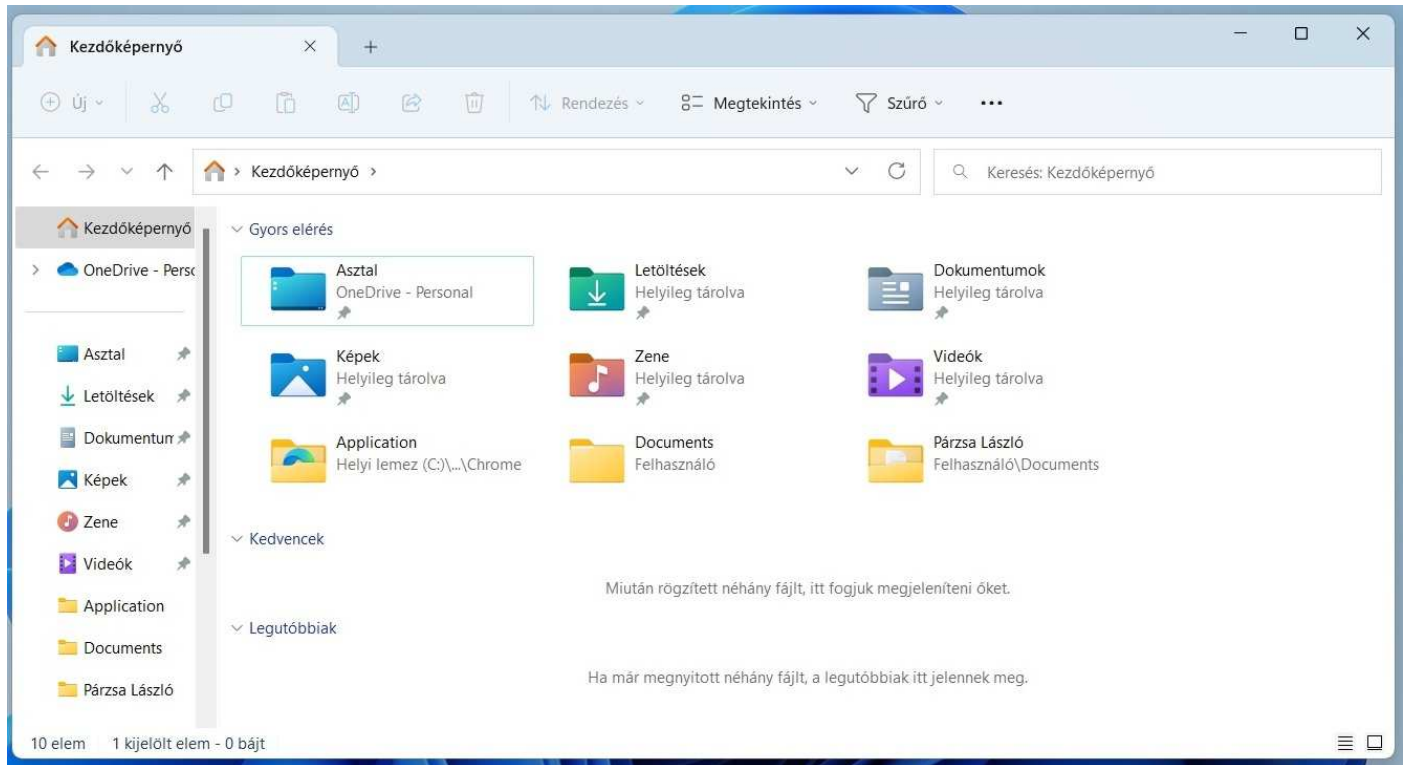 Kezdőképernyő
Új
Rendezés
Megtekintés
Szűrő
Kezdőképernyő
Keresés: Kezdőképernyő
Kezdőképernyő
OneDrive - Perso
Asztal
Letöltések
Dokumentum
Képek
Zene
Videók
Application
Documents
Párzsa László
Gyors elérés
Asztal
OneDrive - Personal
Letöltések
Helyileg tárolva
Dokumentumok
Helyileg tárolva
Képek
Helyileg tárolva
Zene
Helyileg tárolva
Videók
Helyileg tárolva
Application
Helyi lemez (C:)\...\Chrome
Documents
Felhasználó
Párzsa László
Felhasználó\Documents
Kedvencek
Miután rögzített néhány fájlt, itt fogjuk megjeleníteni őket.
Legutóbbiak
Ha már megnyitott néhány fájlt, a legutóbbiak itt jelennek meg.
10 elem 1 kijelölt elem - 0 bájt